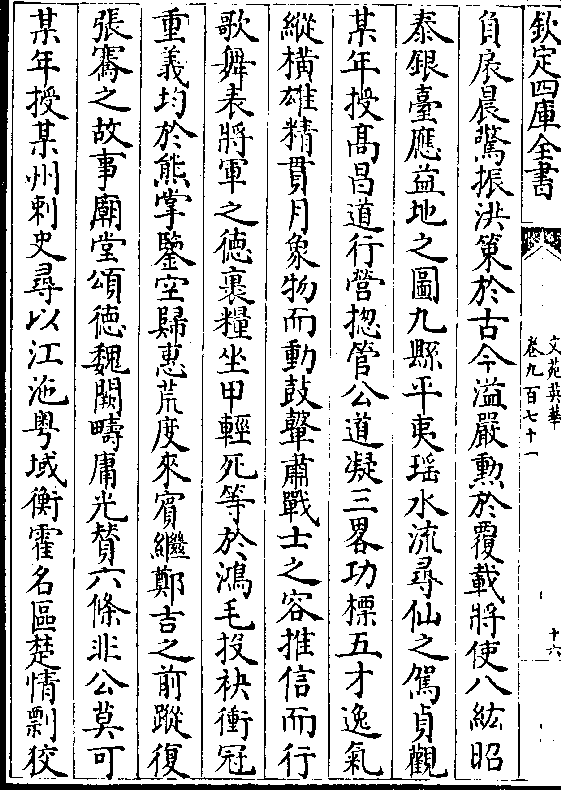 欽定四庫全書
文苑英華
卷九百七十一
十六
負扆晨驚振洪策於古今溢嚴勲於覆載將使八紘昭
泰銀臺應益地之圖九縣平夷瑶水流尋仙之駕貞觀
某年授髙昌道行營揔管公道凝三畧功標五才逸氣
縱横雄精貫月象物而動鼓鼙肅戰士之容推信而行
歌舞表將軍之徳裹糧坐甲輕死等於鴻毛投袂衝冠
重義均於熊掌鑒空歸惠荒度來賓繼鄭吉之前蹤復
張騫之故事廟堂頌徳魏闕疇庸光賛六條非公莫可
某年授某州刺史尋以江沲粤域衡霍名區楚情剽狡